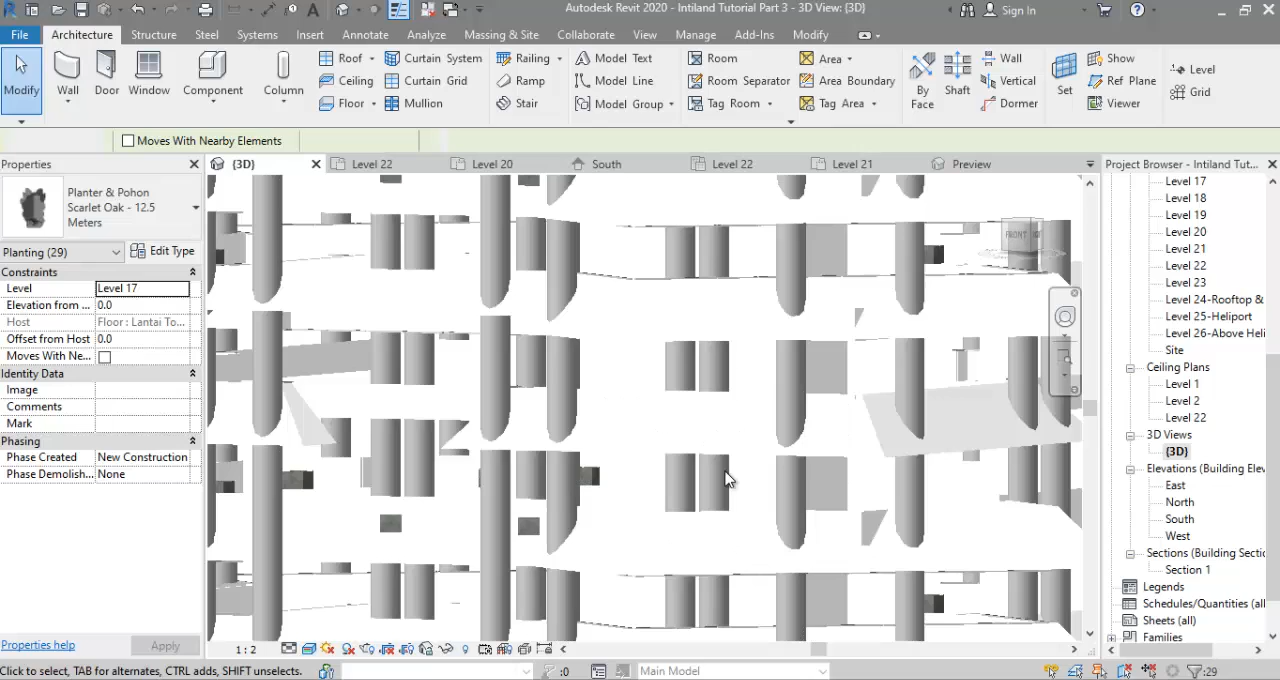 Autodesk Revit 2020 - Intiland Tutorial Part 3 - 3D View: {3D}
Sign In
File Architecture Structure Steel Systems Insert Annotate Analyze Massing & Site Collaborate View Manage Add-Ins Modify
Modify
Wall
Door
Window
Component
Column
Roof
Ceiling
Floor
Curtain System
Curtain Grid
Mullion
Railing
Ramp
Stair
Model Text
Model Line
Model Group
Room
Room Separator
Tag Room
Area
Area Boundary
Tag Area
By
Face
Shaft
Wall
Vertical
Dormer
Set
Show
Ref Plane
Viewer
Level
Grid
Moves With Nearby Elements
Properties
{3D}
Level 22
Level 20
South
Level 22
Level 21
Preview
Project Browser - Intiland Tut...
Planter & Pohon
Scarlet Oak - 12.5
Meters
Planting (29)
Edit Type
Constraints
Level Level 17
Elevation from ... 0.0
Host Floor : Lantai To...
Offset from Host 0.0
Moves With Ne...
Identity Data
Image
Comments
Mark
Phasing
Phase Created New Construction
Phase Demolish... None
Properties help
Apply
FRONT
Level 17
Level 18
Level 19
Level 20
Level 21
Level 22
Level 23
Level 24-Rooftop &
Level 25-Heliport
Level 26-Above Heli
Site
Ceiling Plans
Level 1
Level 2
Level 22
3D Views
{3D}
Elevations (Building Elev
East
North
South
West
Sections (Building Sectio
Section 1
Legends
Schedules/Quantities (all
Sheets (all)
Families
1 : 2
Click to select, TAB for alternates, CTRL adds, SHIFT unselects.
:0
Main Model
:29